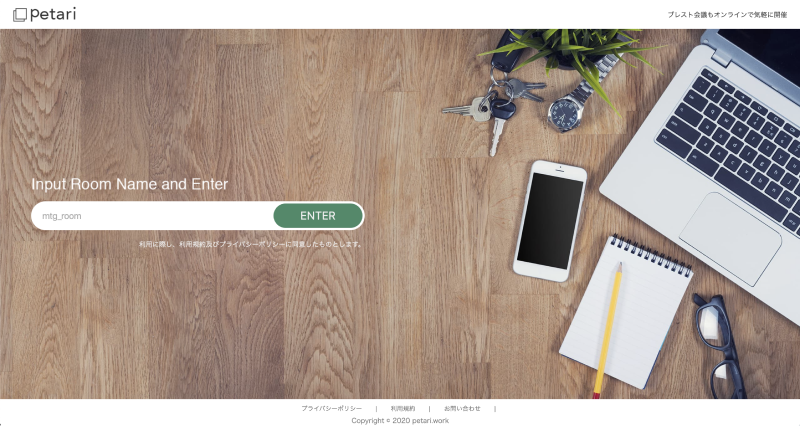 petari
ブレスト会議もオンラインで気軽に開催
Input Room Name and Enter
mtg_room
ENTER
利用に際し、利用規約及びプライバシーポリシーに同意したものとします。
プライバシーポリシー | 利用規約 | お問い合わせ |
Copyright © 2020 petari.work